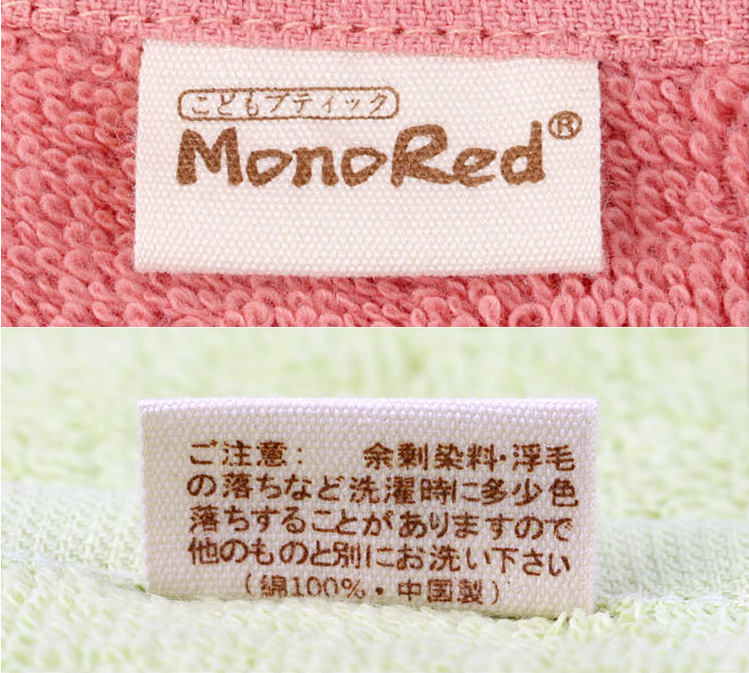 こどもブティック
MonoRed®
ご注意: 余剰染料・浮毛
の落ちなど洗濯時に多少色
落ちすることがありますので
他のものと別にお洗い下さい
(綿100%・中国製)